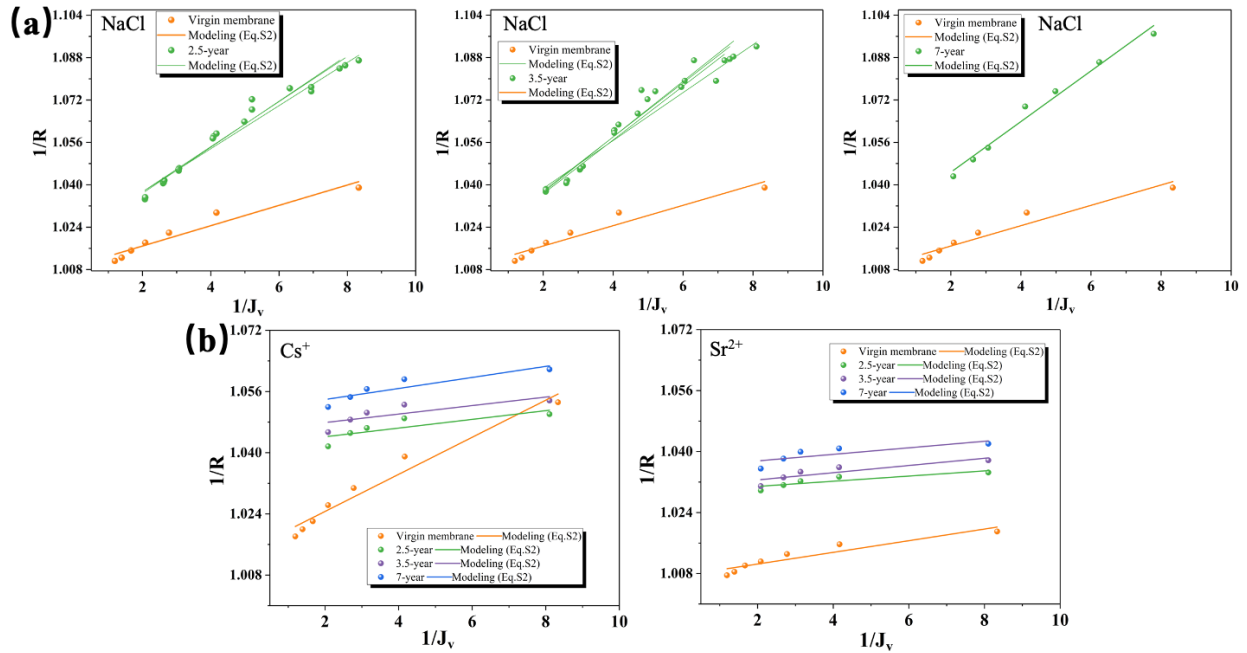 (a)
NaCl
Virgin membrane
Modeling (Eq.S2)
2.5-year
Modeling (Eq.S2)
1.104
1.088
1.072
1.056
1.040
1.024
1.008
1/R
2 4 6 8 10
1/Jv
NaCl
Virgin membrane
Modeling (Eq.S2)
3.5-year
Modeling (Eq.S2)
1.104
1.088
1.072
1.056
1.040
1.024
1.008
1/R
2 4 6 8 10
1/Jv
NaCl
Virgin membrane
Modeling (Eq.S2)
7-year
Modeling (Eq.S2)
1.104
1.088
1.072
1.056
1.040
1.024
1.008
1/R
2 4 6 8 10
1/Jv
(b)
Cs+
1.072
1.056
1.040
1.024
1.008
1/R
Virgin membrane Modeling (Eq.S2)
2.5-year Modeling (Eq.S2)
3.5-year Modeling (Eq.S2)
7-year Modeling (Eq.S2)
0 2 4 6 8 10
1/Jv
Sr2+
Virgin membrane Modeling (Eq.S2)
2.5-year Modeling (Eq.S2)
3.5-year Modeling (Eq.S2)
7-year Modeling (Eq.S2)
1.072
1.056
1.040
1.024
1.008
1/R
0 2 4 6 8 10
1/Jv